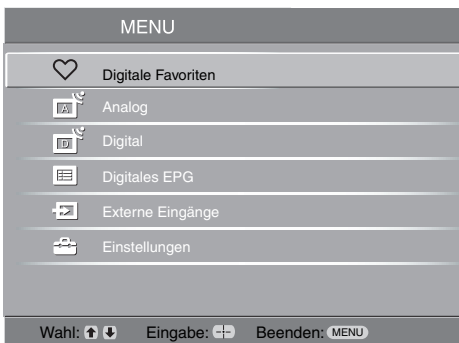 MENU
Digitale Favoriten
A Analog
D Digital
Digitales EPG
Externe Eingänge
Einstellungen
Wahl: Eingabe: Beenden: MENU